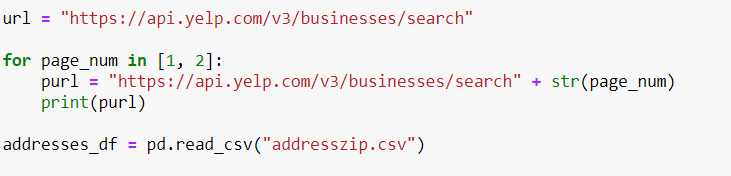 url = "https://api.yelp.com/v3/businesses/search"
for page_num in [1, 2]:
    purl = "https://api.yelp.com/v3/businesses/search" + str(page_num)
    print(purl)
addresses_df = pd.read_csv("addresszip.csv")